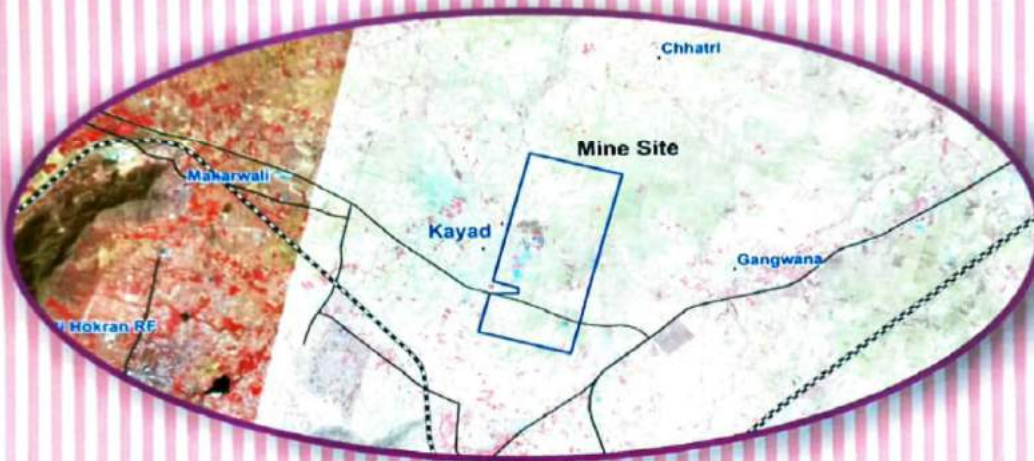 Chhatri
Mine Site
Makarwali
Kayad
Gangwana
Hokran RF